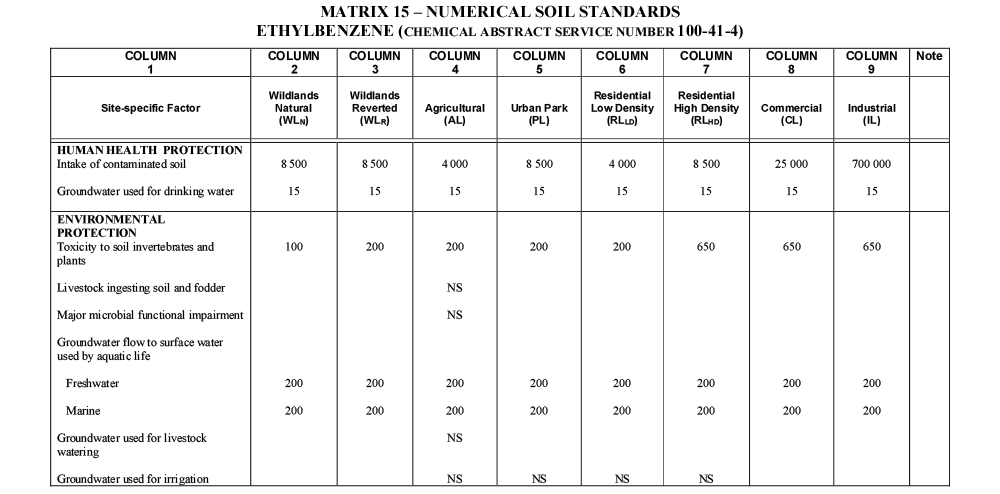 MATRIX 15 – NUMERICAL SOIL STANDARDS
ETHYLBENZENE (CHEMICAL ABSTRACT SERVICE NUMBER 100-41-4)
COLUMN 1 COLUMN 2 COLUMN 3 COLUMN 4 COLUMN 5 COLUMN 6 COLUMN 7 COLUMN 8 COLUMN 9 Note
Site-specific Factor Wildlands Natural (WLN) Wildlands Reverted (WLR) Agricultural (AL) Urban Park (PL) Residential Low Density (RLLD) Residential High Density (RLHD) Commercial (CL) Industrial (IL)
HUMAN HEALTH PROTECTION
Intake of contaminated soil 8 500 8 500 4 000 8 500 4 000 8 500 25 000 700 000
Groundwater used for drinking water 15 15 15 15 15 15 15 15
ENVIRONMENTAL
PROTECTION
Toxicity to soil invertebrates and 100 200 200 200 200 650 650 650
plants
Livestock ingesting soil and fodder NS
Major microbial functional impairment NS
Groundwater flow to surface water
used by aquatic life
Freshwater 200 200 200 200 200 200 200 200
Marine 200 200 200 200 200 200 200 200
Groundwater used for livestock NS
watering
Groundwater used for irrigation NS NS NS NS